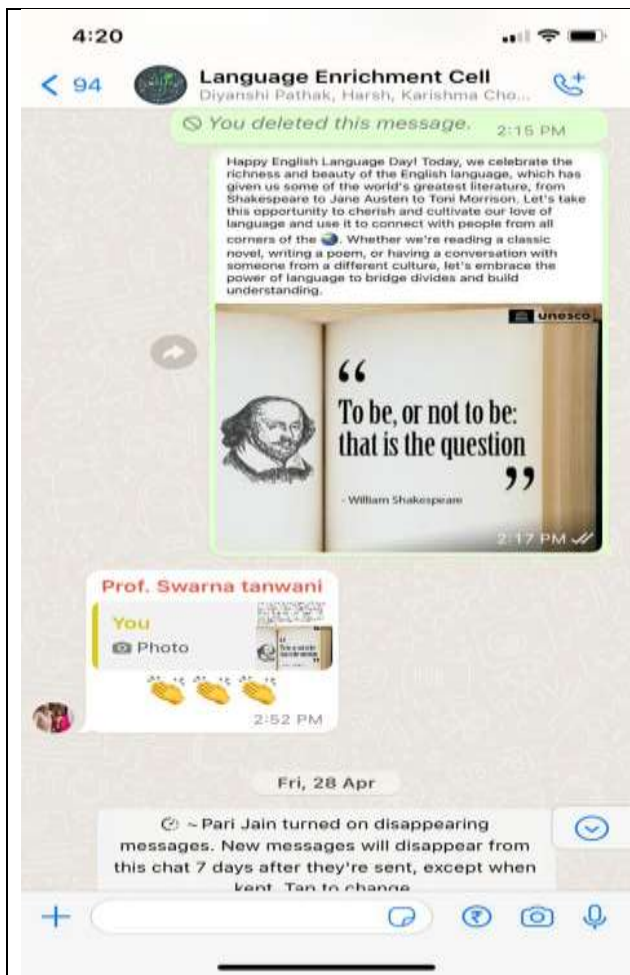 4:20
94
Language Enrichment Cell
Diyanshi Pathak, Harsh, Karishma Cho...
You deleted this message. 2:15 PM
Happy English Language Day! Today, we celebrate the
richness and beauty of the English language, which has
given us some of the world's greatest literature, from
Shakespeare to Jane Austen to Toni Morrison. Let's take
this opportunity to cherish and cultivate our love of
language and use it to connect with people from all
corners of the 🌏. Whether we're reading a classic
novel, writing a poem, or having a conversation with
someone from a different culture, let's embrace the
power of language to bridge divides and build
understanding.
unesco
“
To be, or not to be:
that is the question
”
- William Shakespeare
2:17 PM
Prof. Swarna tanwani
You
Photo
👏👏👏
2:52 PM
Fri, 28 Apr
~ Pari Jain turned on disappearing
messages. New messages will disappear from
this chat 7 days after they're sent, except when
kept. Tap to change.
₹